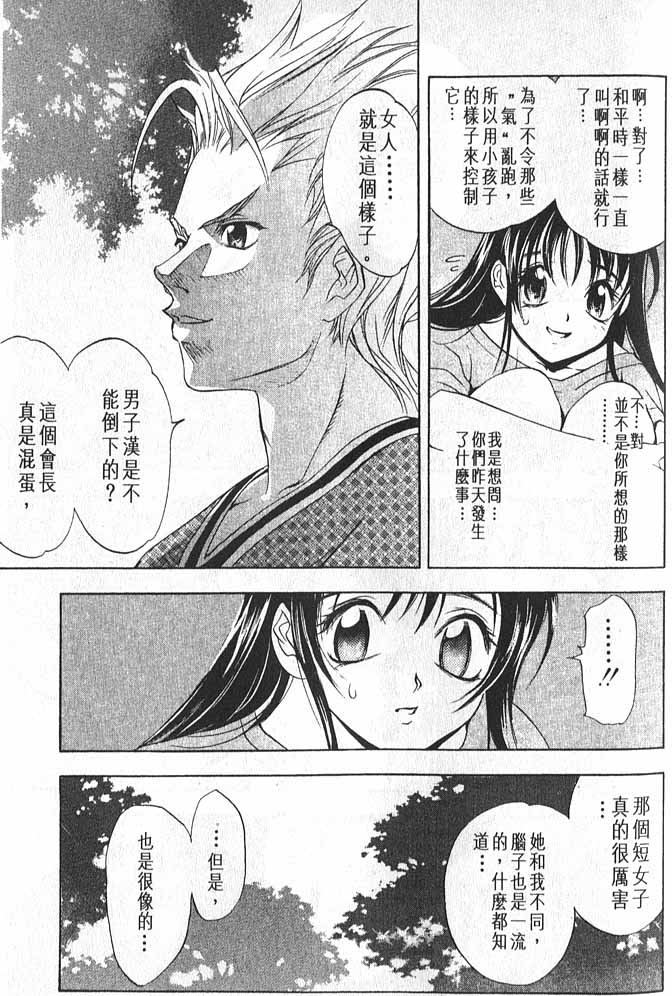 啊…對了…
和平時一樣一直
叫啊啊的話就行
了…
為了不令那些
〝氣〝亂跑，
所以用小孩子
的樣子來控制
它…
不…對
並不是你所想的那樣
………
我是想問…
你們昨天發生
了什麼事…
女人……
就是這個樣子。
男子漢是不
能倒下的？
這個會長
真是混蛋，
……!!
那個短女子
真的很厲害
…
她和我不同，
腦子也是一流
的，什麼都知
道…
…但是，
也是很像的…